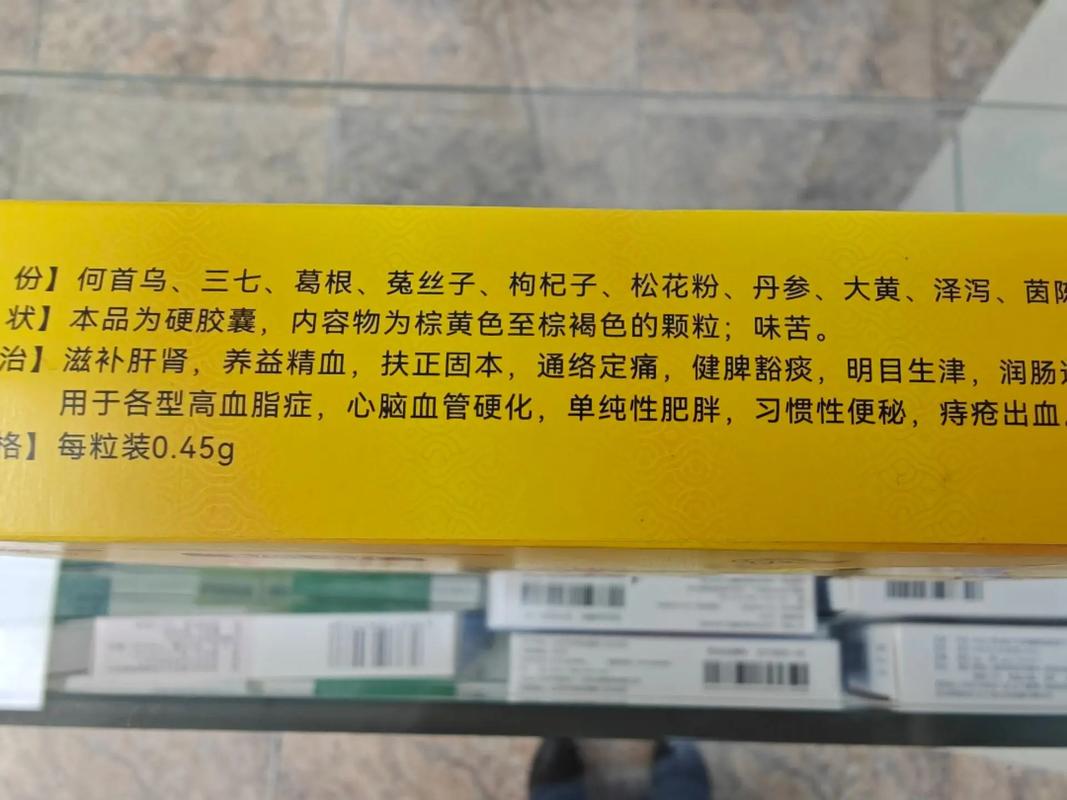 份】何首乌、三七、葛根、菟丝子、枸杞子、松花粉、丹参、大黄、泽泻、茵陈
状】本品为硬胶囊，内容物为棕黄色至棕褐色的颗粒；味苦。
治】滋补肝肾，养益精血，扶正固本，通络定痛，健脾豁痰，明目生津，润肠
用于各型高血脂症，心脑血管硬化，单纯性肥胖，习惯性便秘，痔疮出血
格】每粒装0.45g